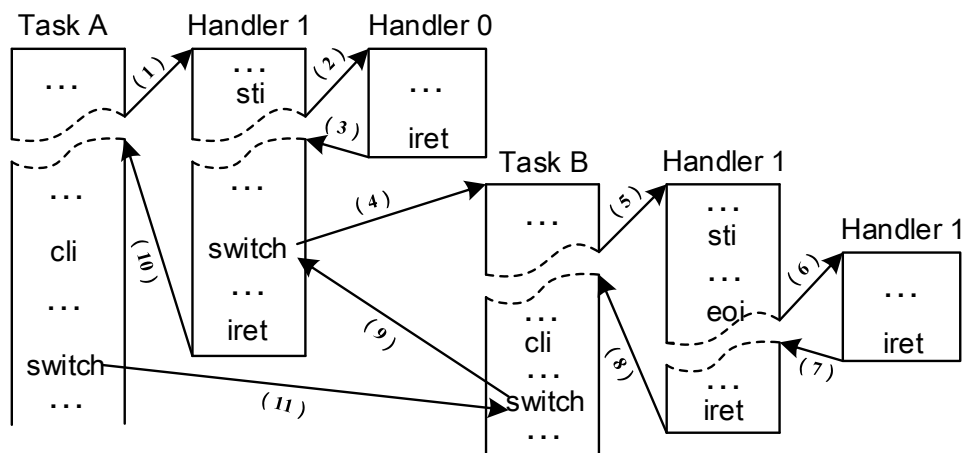 Task A
Handler 1
Handler 0
...
(1)
...
sti
(2)
...
(3)
iret
Task B
Handler 1
...
cli
...
switch
...
(10)
...
switch
...
iret
(4)
...
(5)
...
sti
...
eoi
(6)
Handler 1
...
iret
(7)
...
cli
...
switch
...
(8)
...
iret
(9)
(11)